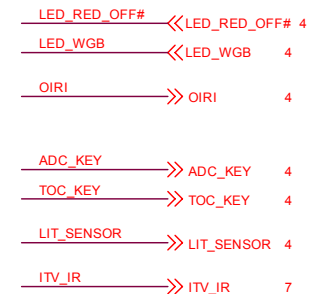 LED_RED_OFF# LED_RED_OFF# 4
LED_WGB LED_WGB 4
OIRI OIRI 4
ADC_KEY ADC_KEY 4
TOC_KEY TOC_KEY 4
LIT_SENSOR LIT_SENSOR 4
ITV_IR ITV_IR 7